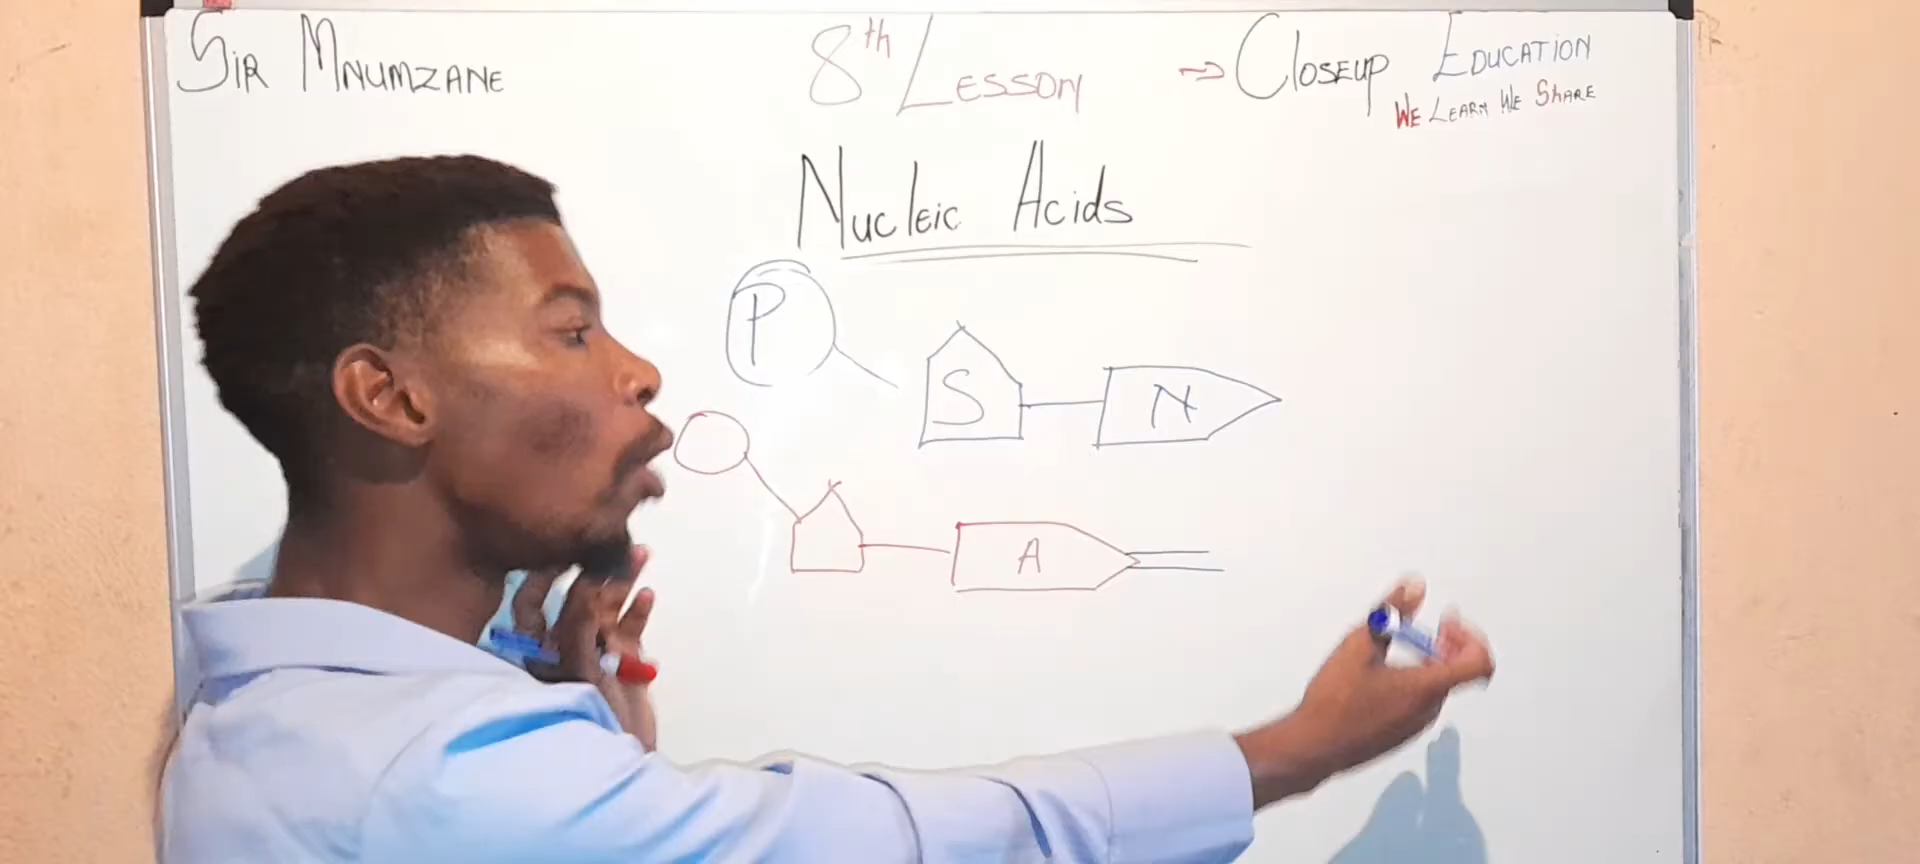 Sir Mnumzane
8th Lesson
→ Closeup Education
We Learn We Share
Nucleic Acids
P
S
N
A